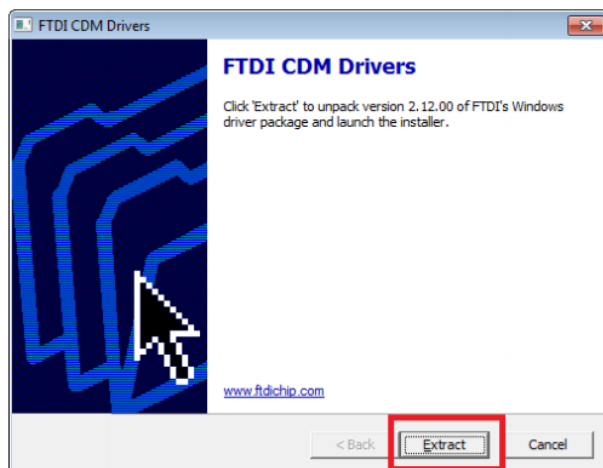 FTDI CDM Drivers
FTDI CDM Drivers
Click 'Extract' to unpack version 2.12.00 of FTDI's Windows
driver package and launch the installer.
www.ftdichip.com
< Back Extract Cancel